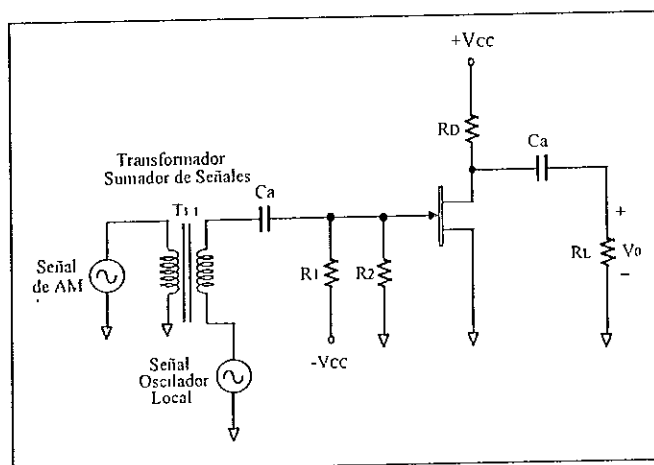 +VCC
RD
Ca
Transformador
Sumador de Señales
Ca
Ts1
+
Señal
de AM
R1
R2
RL
V0
−
-VCC
Señal
Oscilador
Local